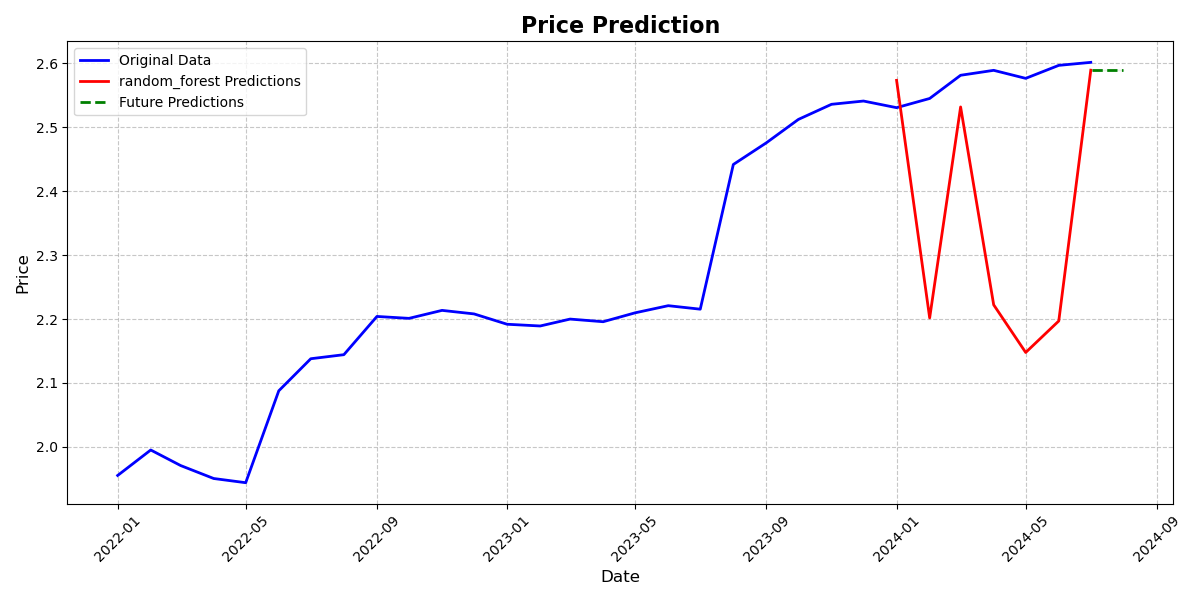 Price Prediction
Original Data
random_forest Predictions
Future Predictions
Price
2.6
2.5
2.4
2.3
2.2
2.1
2.0
2022-01
2022-05
2022-09
2023-01
2023-05
2023-09
2024-01
2024-05
2024-09
Date